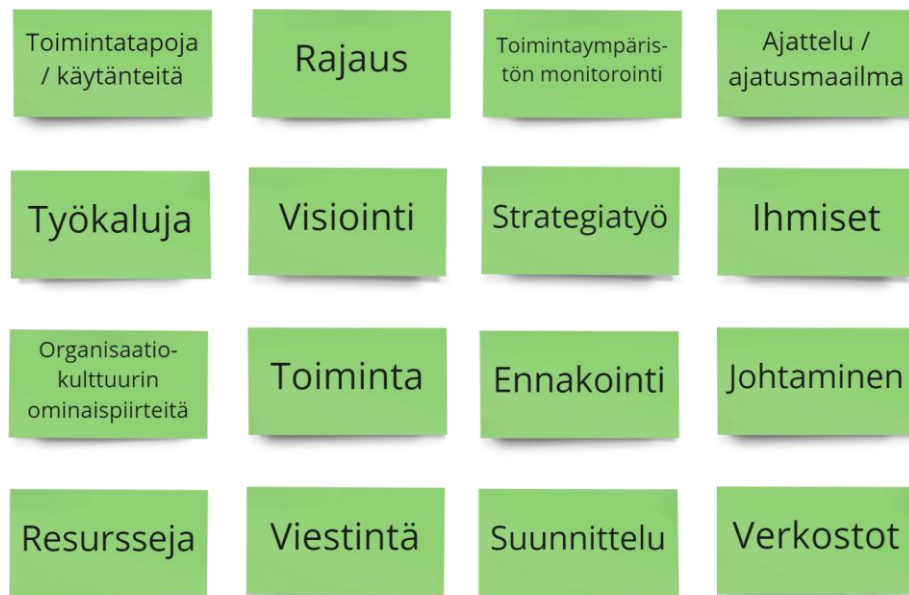 Toimintatapoja
/ käytänteitä
Rajaus
Toimintaympäris-
tön monitorointi
Ajattelu /
ajatusmaailma
Työkaluja
Visiointi
Strategiatyö
Ihmiset
Organisaatio-
kulttuurin
ominaispiirteitä
Toiminta
Ennakointi
Johtaminen
Resursseja
Viestintä
Suunnittelu
Verkostot